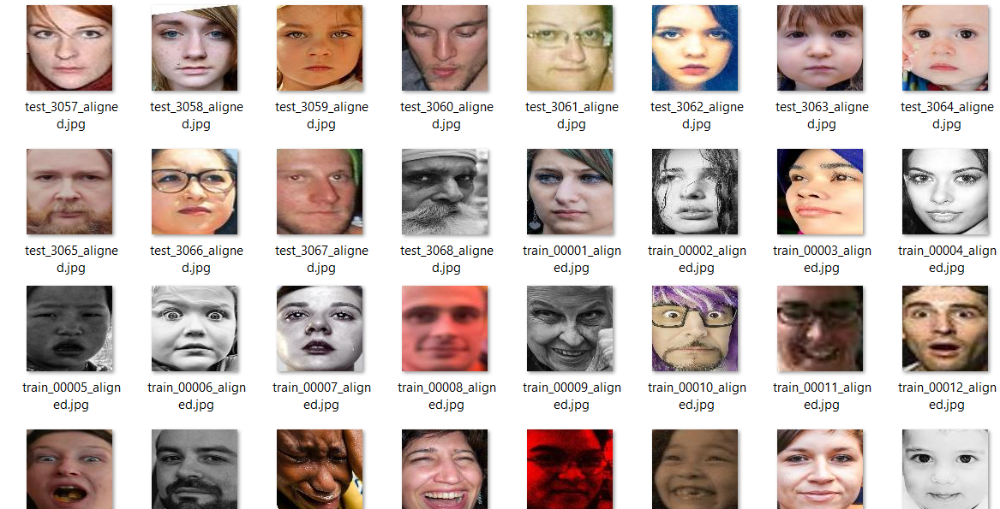 test_3057_aligne
d.jpg
test_3058_aligne
d.jpg
test_3059_aligne
d.jpg
test_3060_aligne
d.jpg
test_3061_aligne
d.jpg
test_3062_aligne
d.jpg
test_3063_aligne
d.jpg
test_3064_aligne
d.jpg
test_3065_aligne
d.jpg
test_3066_aligne
d.jpg
test_3067_aligne
d.jpg
test_3068_aligne
d.jpg
train_00001_align
ed.jpg
train_00002_align
ed.jpg
train_00003_align
ed.jpg
train_00004_align
ed.jpg
train_00005_align
ed.jpg
train_00006_align
ed.jpg
train_00007_align
ed.jpg
train_00008_align
ed.jpg
train_00009_align
ed.jpg
train_00010_align
ed.jpg
train_00011_align
ed.jpg
train_00012_align
ed.jpg